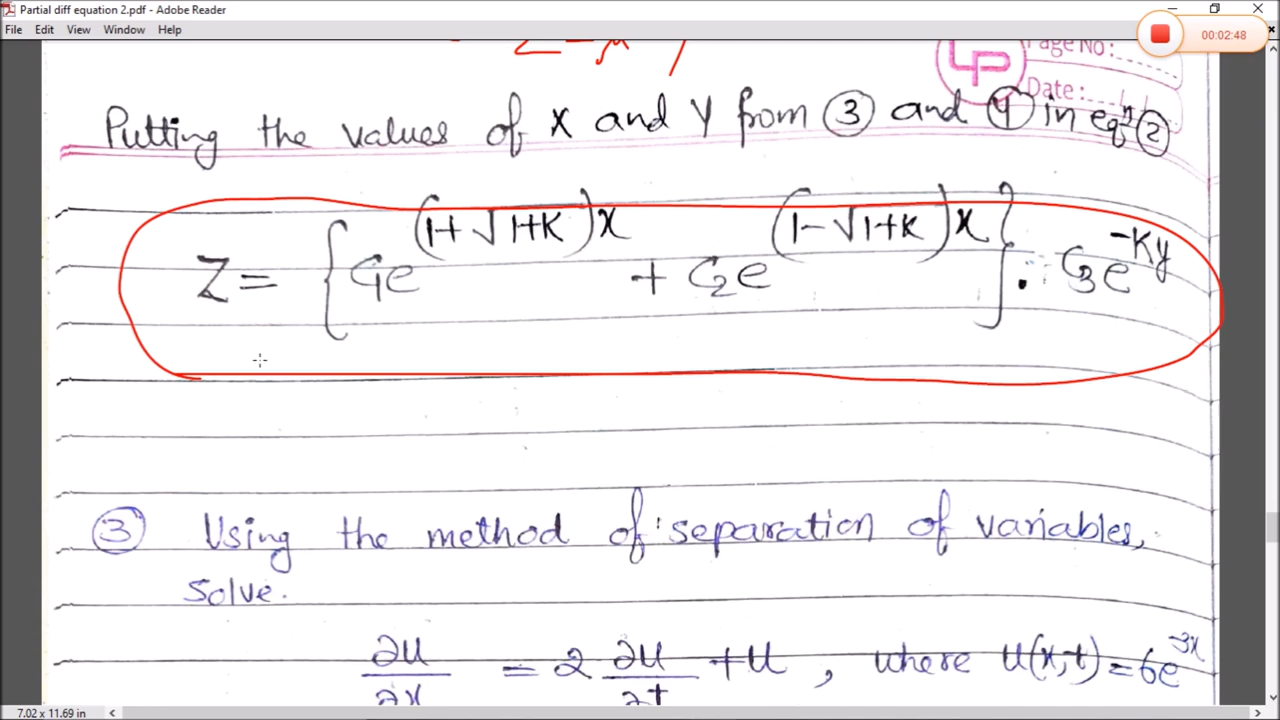 Partial diff equation 2.pdf - Adobe Reader
File Edit View Window Help
00:02:48
Page No:
Date:
Putting the values of X and Y from ③ and ④ in eqⁿ ②
Z = { C₁e^(1+√1+K)x + C₂e^(1-√1+K)x } . C₃e^-Ky
③ Using the method of separation of variables,
solve.
∂u/∂x = 2 ∂u/∂t + u , where u(x,t) = 6e^-3x
7.02 x 11.69 in